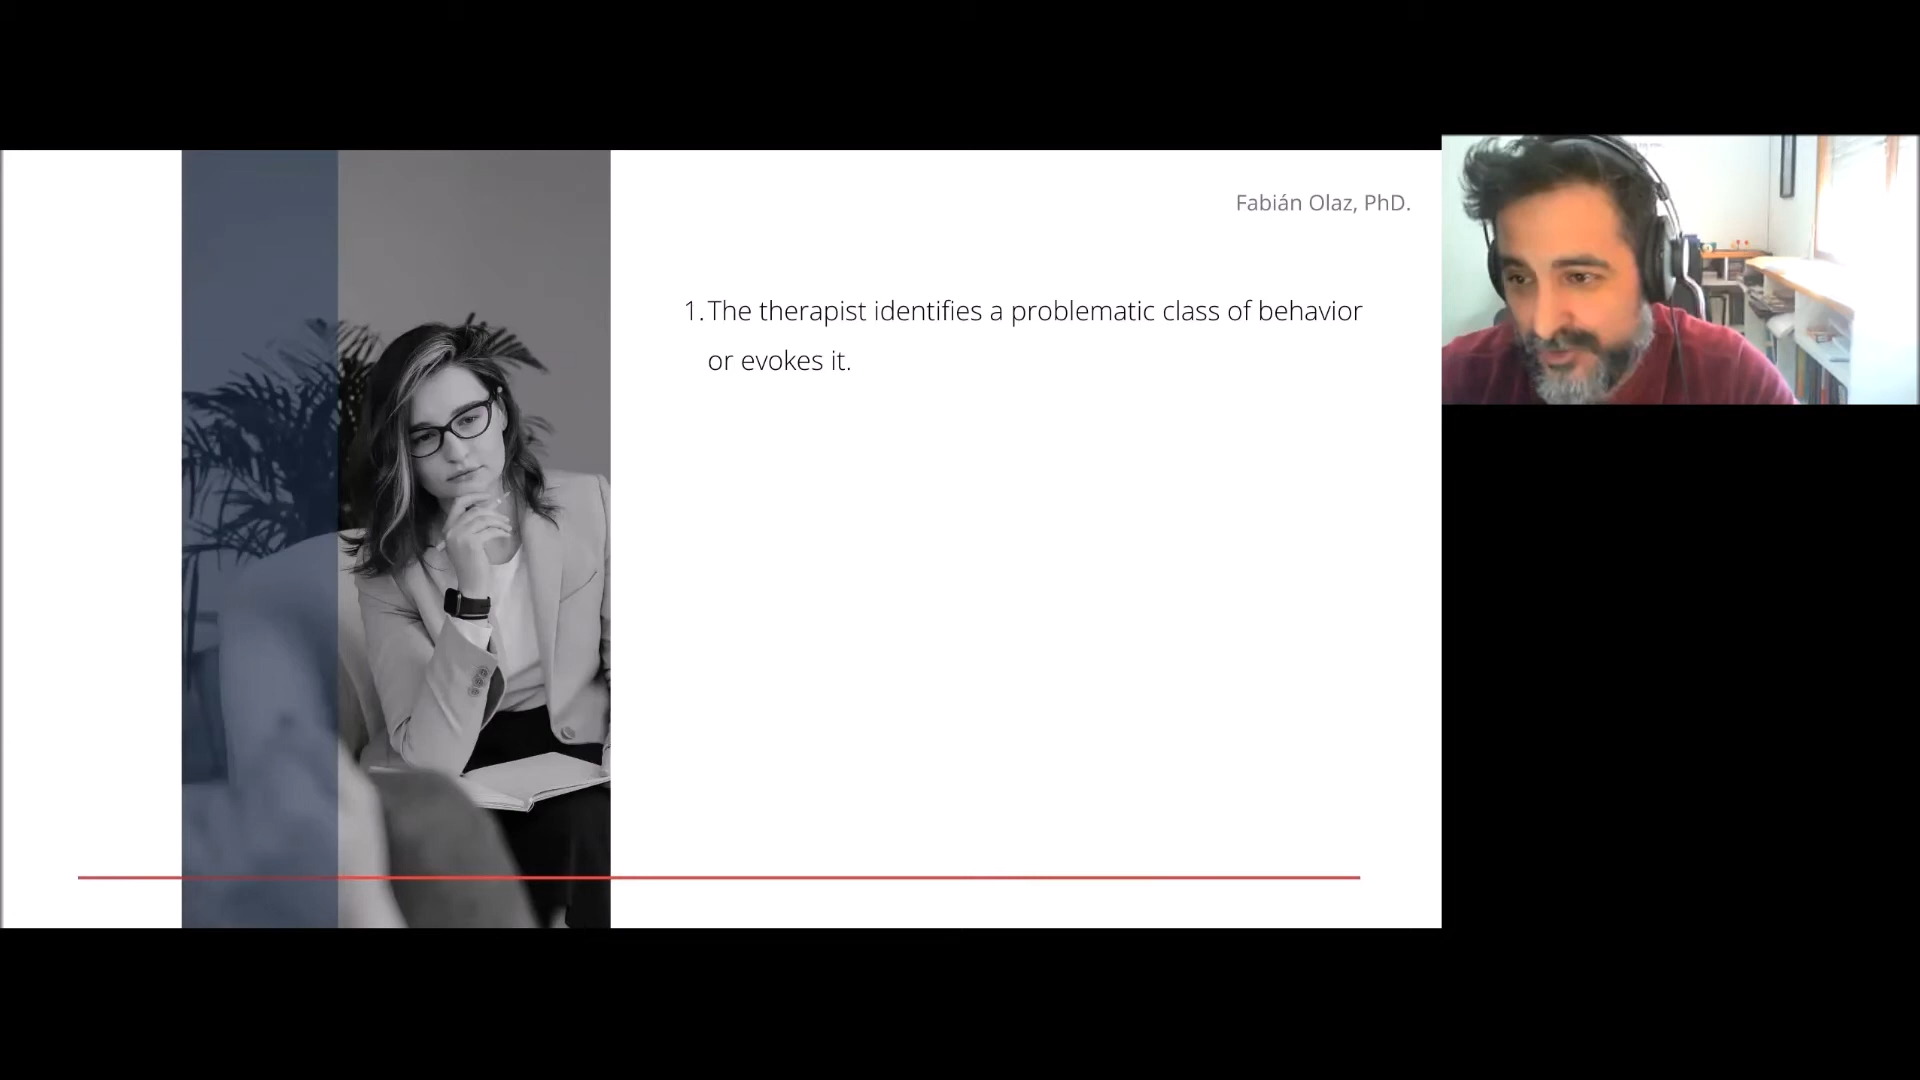 Fabián Olaz, PhD.
1. The therapist identifies a problematic class of behavior
or evokes it.